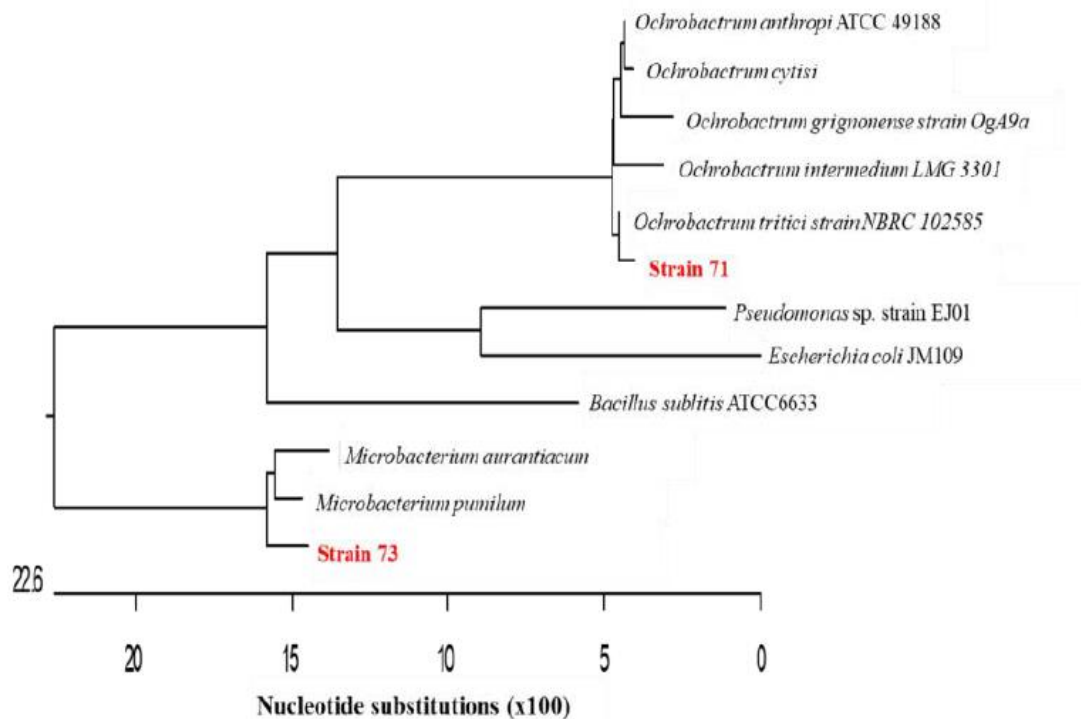 Ochrobactrum anthropi ATCC 49188
Ochrobactrum cytisi
Ochrobactrum grignonense strain OgA9a
Ochrobactrum intermedium LMG 3301
Ochrobactrum tritici strain NBRC 102585
Strain 71
Pseudomonas sp. strain EJ01
Escherichia coli JM109
Bacillus sublitis ATCC6633
Microbacterium aurantiacum
Microbacterium pumilum
Strain 73
22.6
20 15 10 5 0
Nucleotide substitutions (x100)